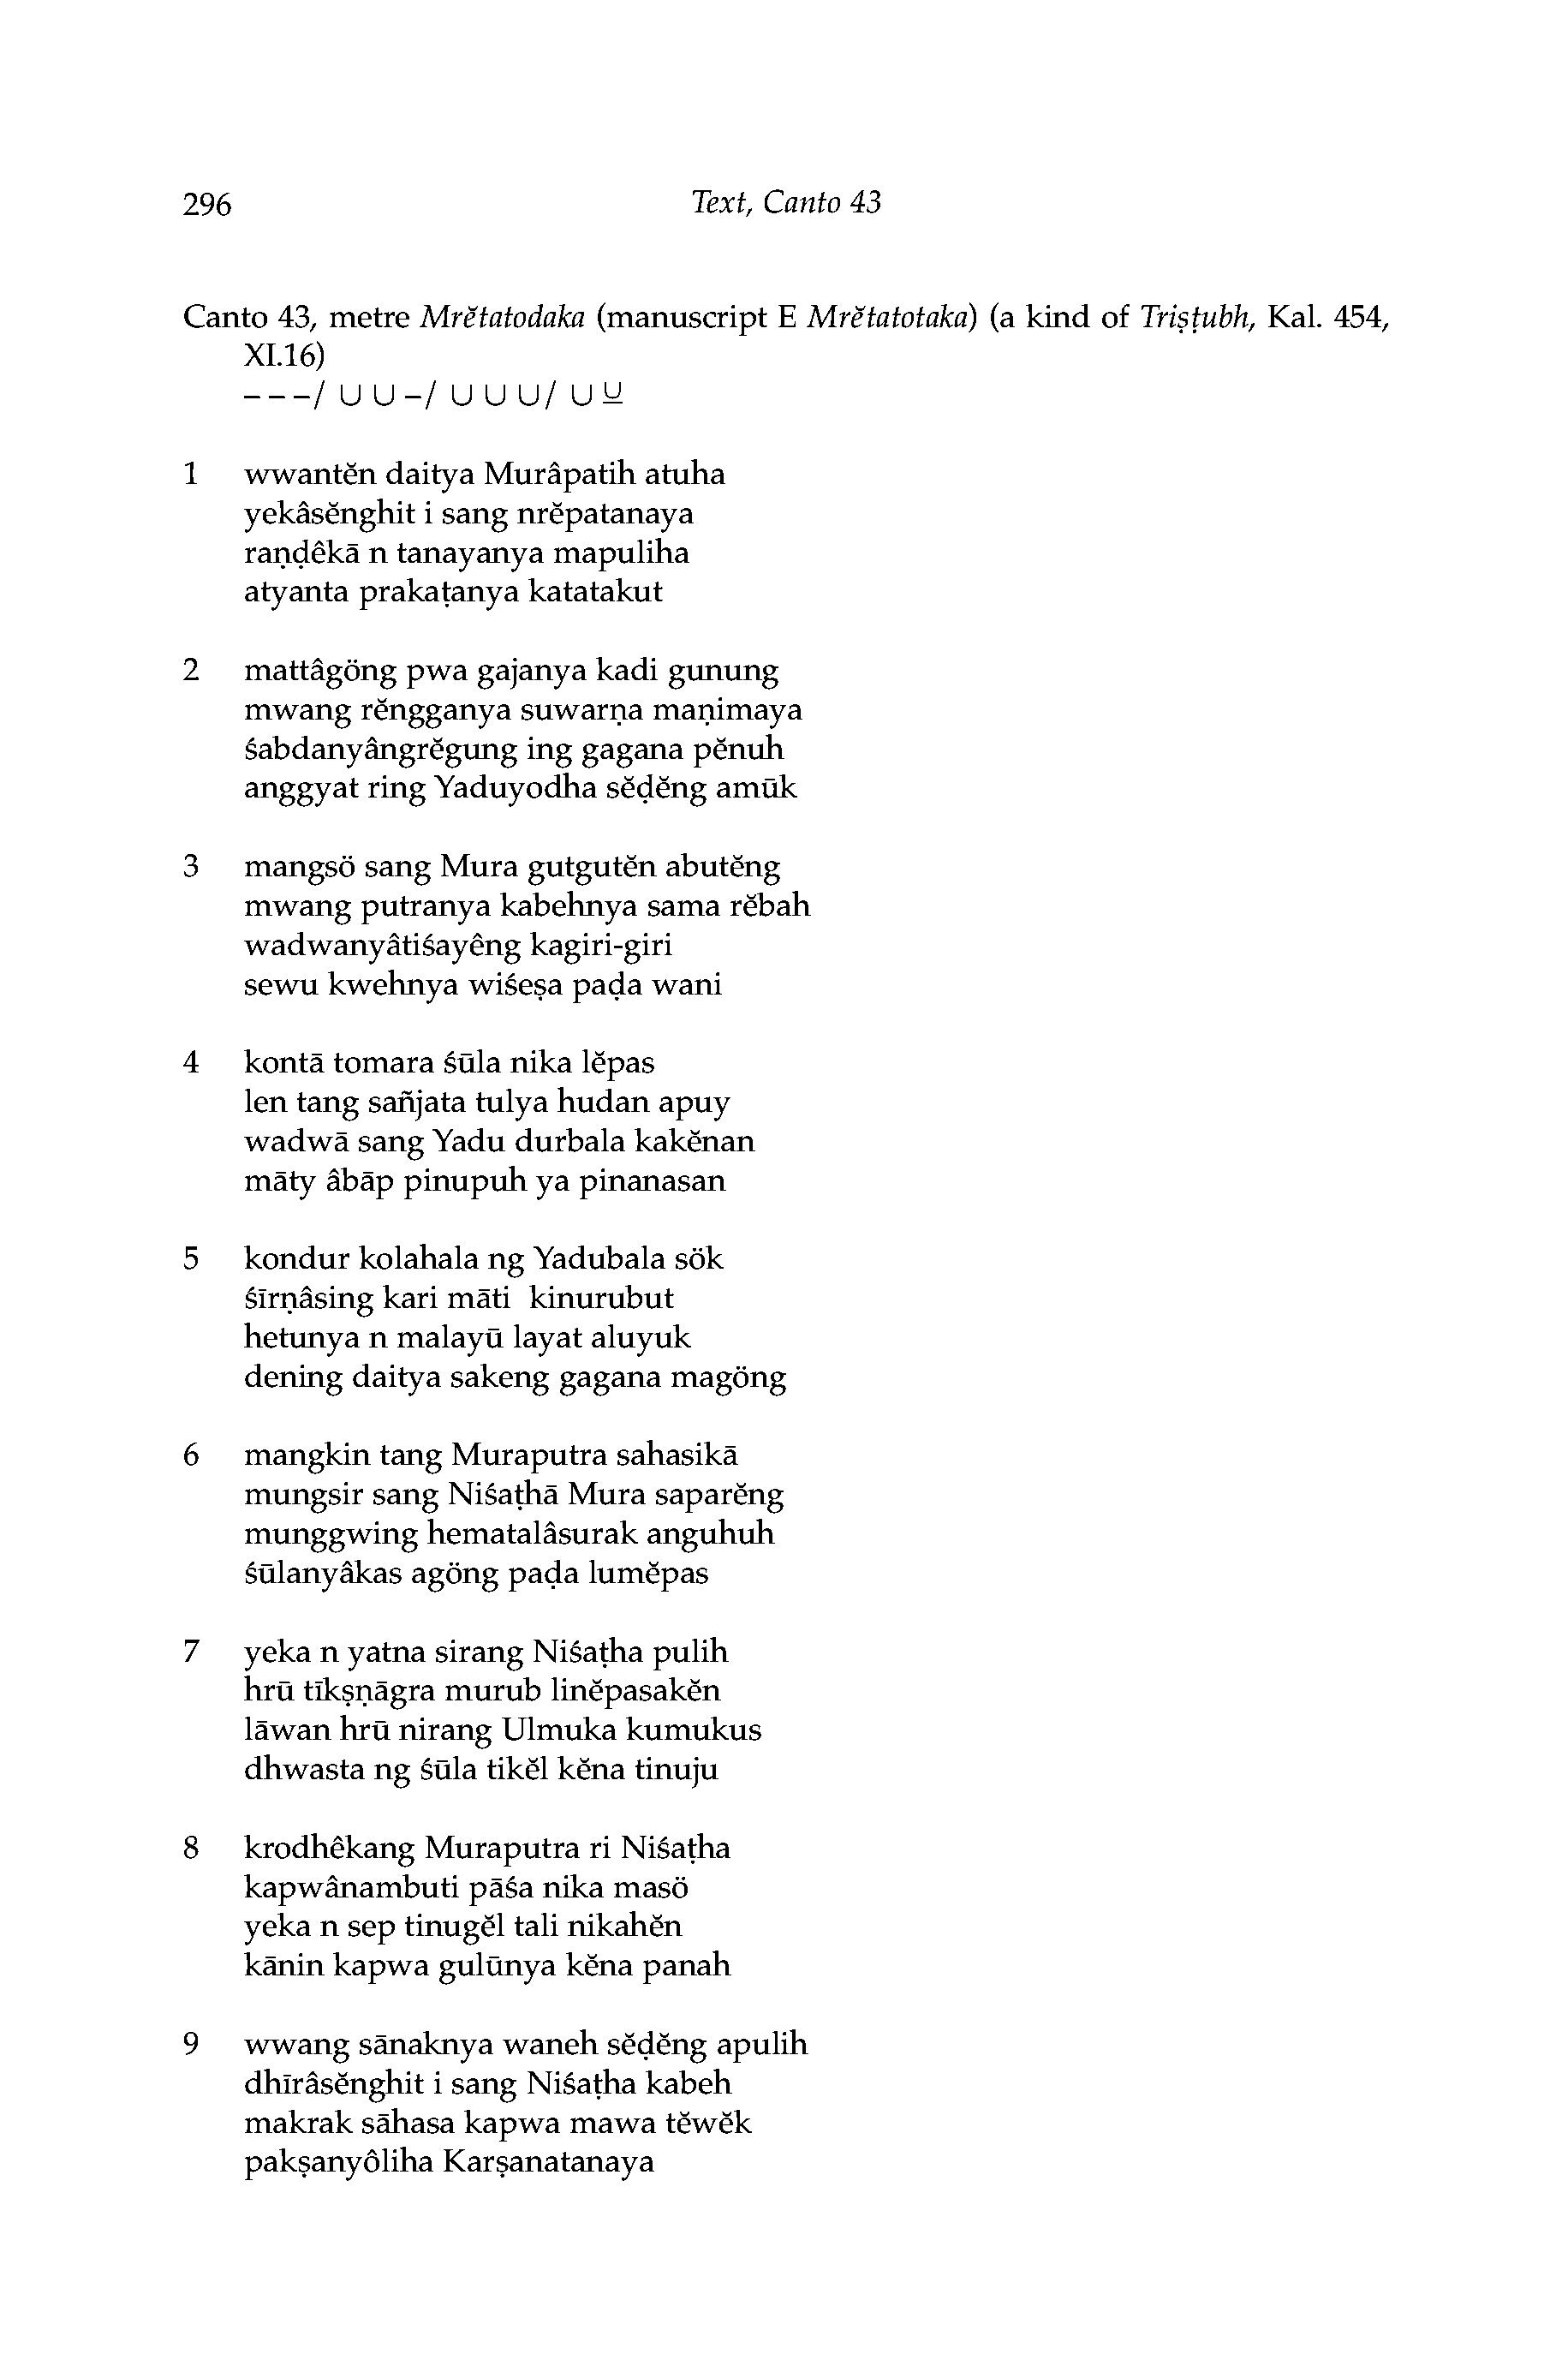 296 Text, Canto 43
Canto 43, metre Mrĕtatodaka (manuscript E Mrĕtatotaka) (a kind of Triṣṭubh, Kal. 454,
XI.16)
– – –/ ∪ ∪ –/ ∪ ∪ ∪/ ∪ ∪̲
1 wwantĕn daitya Murâpatih atuha
yekâsĕnghit i sang nrĕpatanaya
raṇḍêkā n tanayanya mapuliha
atyanta prakaṭanya katatakut
2 mattâgöng pwa gajanya kadi gunung
mwang rĕngganya suwarṇa maṇimaya
śabdanyângrĕgung ing gagana pĕnuh
anggyat ring Yaduyodha sĕḍĕng amūk
3 mangsö sang Mura gutgutĕn abutĕng
mwang putranya kabehnya sama rĕbah
wadwanyâtiśayêng kagiri-giri
sewu kwehnya wiśeṣa paḍa wani
4 kontā tomara śūla nika lĕpas
len tang sañjata tulya hudan apuy
wadwā sang Yadu durbala kakĕnan
māty âbāp pinupuh ya pinanasan
5 kondur kolahala ng Yadubala sök
śīrṇâsing kari māti kinurubut
hetunya n malayū layat aluyuk
dening daitya sakeng gagana magöng
6 mangkin tang Muraputra sahasikā
mungsir sang Niśaṭhā Mura saparĕng
munggwing hematalâsurak anguhuh
śūlanyâkas agöng paḍa lumĕpas
7 yeka n yatna sirang Niśaṭha pulih
hrū tīkṣṇāgra murub linĕpasakĕn
lāwan hrū nirang Ulmuka kumukus
dhwasta ng śūla tikĕl kĕna tinuju
8 krodhêkang Muraputra ri Niśaṭha
kapwânambuti pāśa nika masö
yeka n sep tinugĕl tali nikahĕn
kānin kapwa gulūnya kĕna panah
9 wwang sānaknya waneh sĕḍĕng apulih
dhīrâsĕnghit i sang Niśaṭha kabeh
makrak sāhasa kapwa mawa tĕwĕk
pakṣanyôliha Karṣanatanaya